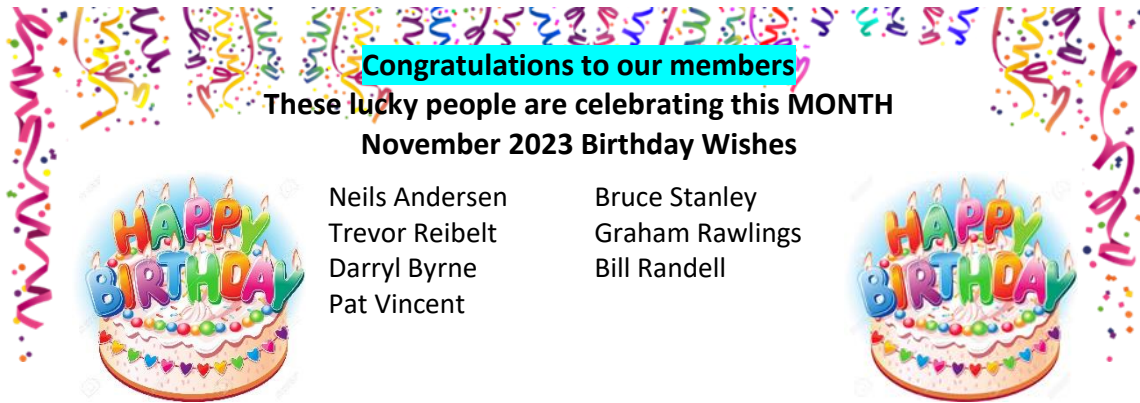 Congratulations to our members
These lucky people are celebrating this MONTH
November 2023 Birthday Wishes
Neils Andersen
Trevor Reibelt
Darryl Byrne
Pat Vincent
Bruce Stanley
Graham Rawlings
Bill Randell
HAPPY
BIRTHDAY
HAPPY
BIRTHDAY